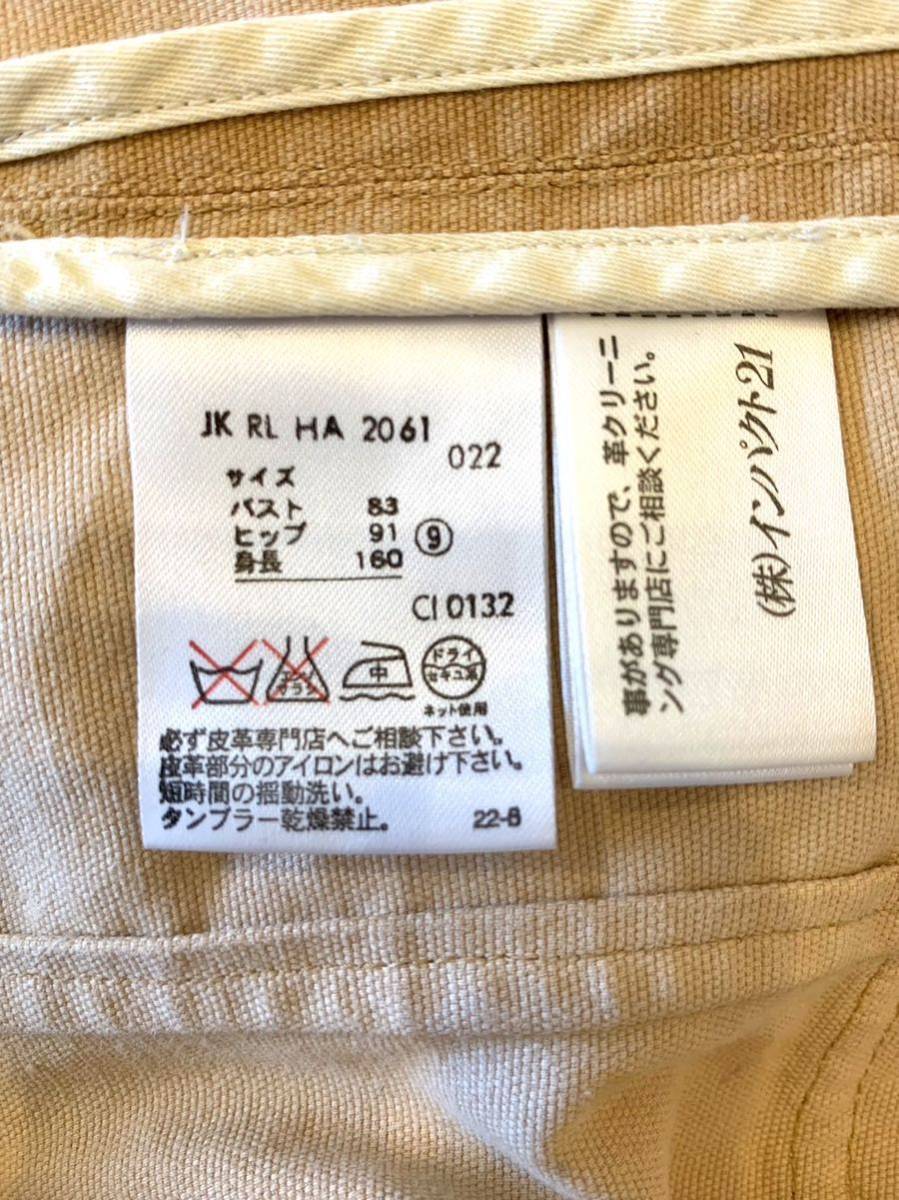 JK RL HA 2061
022
サイズ
バスト 83
ヒップ 91
身長 160
⑨
CI 0132
エンソ
サラシ
中
ドライ
セキユ系
ネット使用
必ず皮革専門店へご相談下さい。
皮革部分のアイロンはお避け下さい。
短時間の揺動洗い。
タンブラー乾燥禁止。
22-8
事がありますので、革クリーニ
ング専門店にご相談ください。
(株)インパクト21